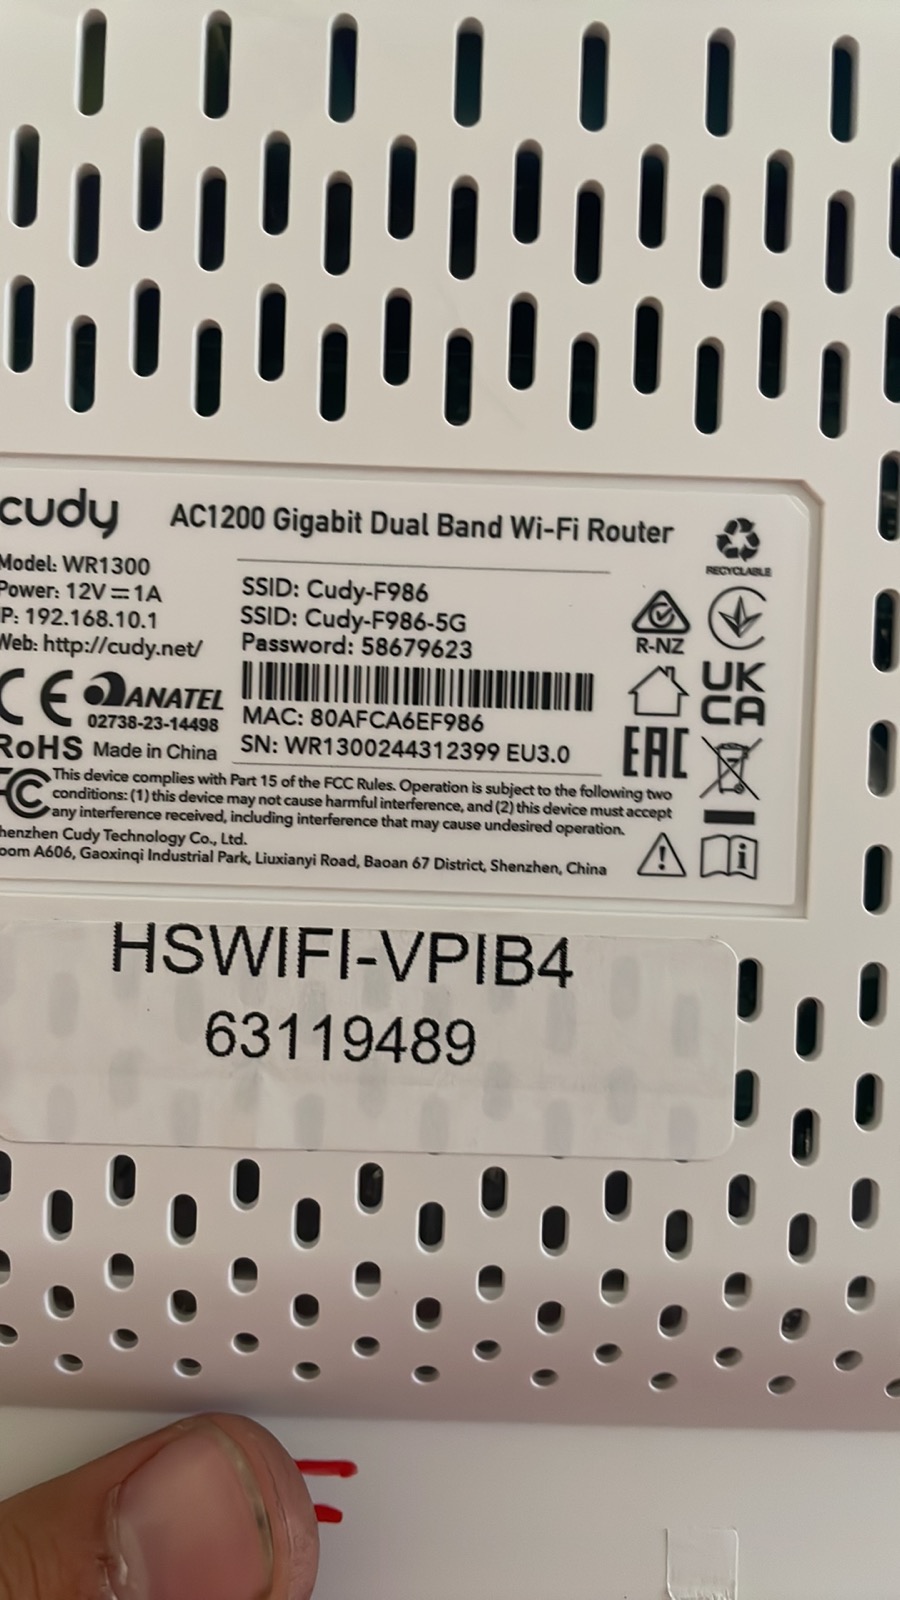 cudy
AC1200 Gigabit Dual Band Wi-Fi Router
Model: WR1300
Power: 12V⎓1A
IP: 192.168.10.1
Web: http://cudy.net/
SSID: Cudy-F986
SSID: Cudy-F986-5G
Password: 58679623
MAC: 80AFCA6EF986
SN: WR1300244312399 EU3.0
RECYCLABLE
R-NZ
UK
CA
EAC
CE ANATEL
02738-23-14498
RoHS Made in China
FC This device complies with Part 15 of the FCC Rules. Operation is subject to the following two
conditions: (1) this device may not cause harmful interference, and (2) this device must accept
any interference received, including interference that may cause undesired operation.
Shenzhen Cudy Technology Co., Ltd.
Room A606, Gaoxinqi Industrial Park, Liuxianyi Road, Baoan 67 District, Shenzhen, China
HSWIFI-VPIB4
63119489